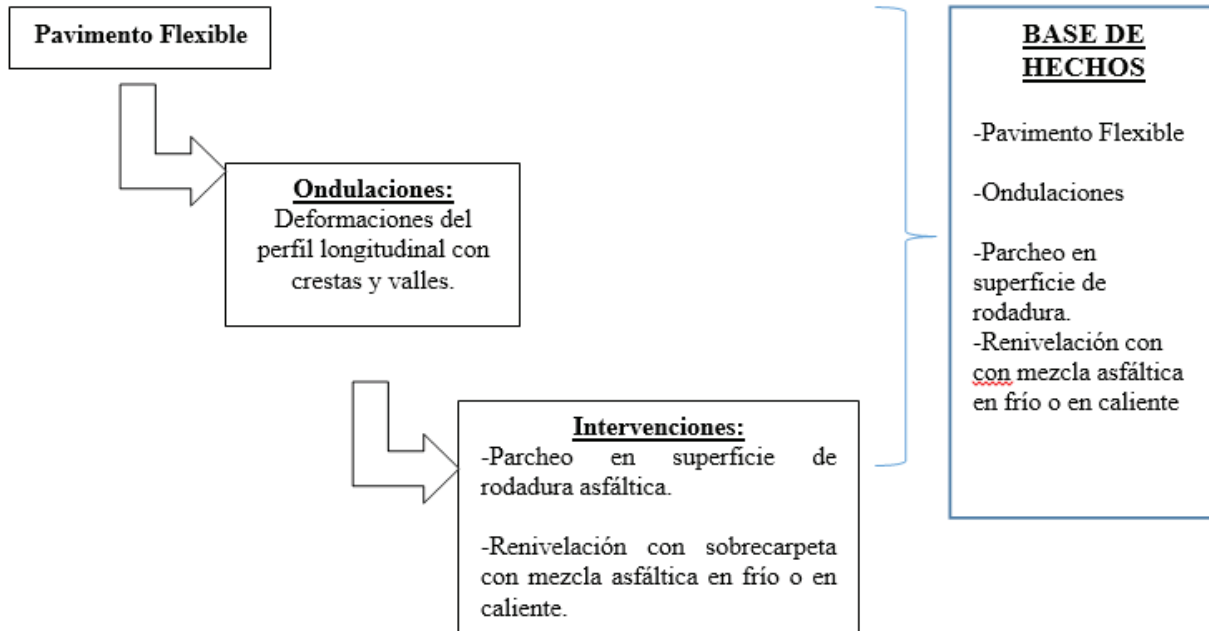 Pavimento Flexible
Ondulaciones:
Deformaciones del
perfil longitudinal con
crestas y valles.
Intervenciones:
-Parcheo en superficie de
rodadura asfáltica.
-Renivelación con sobrecarpeta
con mezcla asfáltica en frío o en
caliente.
BASE DE
HECHOS
-Pavimento Flexible
-Ondulaciones
-Parcheo en
superficie de
rodadura.
-Renivelación con
con mezcla asfáltica
en frío o en caliente